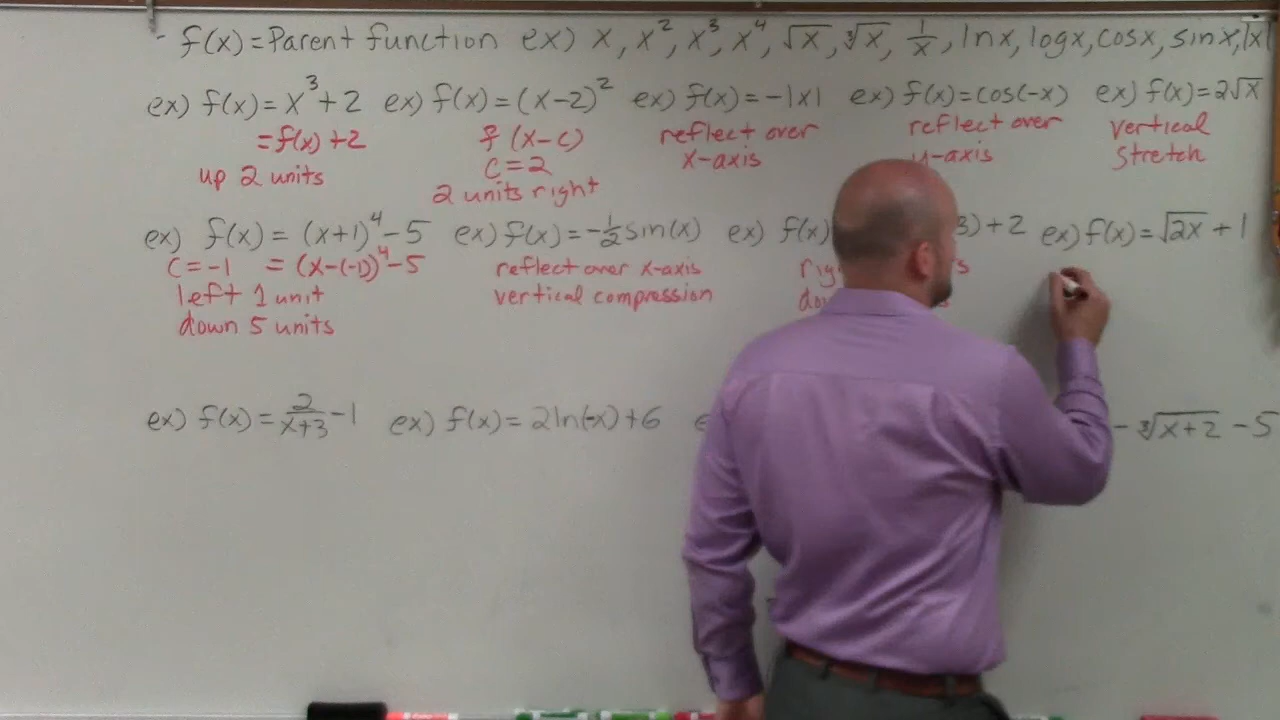 - f(x) = Parent function ex) x, x², x³, x⁴, √x, ∛x, 1/x, ln x, log x, cos x, sin x, |x|
ex) f(x) = x³ + 2 ex) f(x) = (x-2)² ex) f(x) = -|x| ex) f(x) = cos(-x) ex) f(x) = 2√x
= f(x) + 2 f (x-c) reflect over reflect over vertical
up 2 units c = 2 x-axis y-axis stretch
2 units right
ex) f(x) = (x+1)⁴ - 5 ex) f(x) = -½ sin(x) ex) f(x) 3) + 2 ex) f(x) = √2x + 1
c = -1 = (x-(-1))⁴ - 5 reflect over x-axis
left 1 unit vertical compression
down 5 units
ex) f(x) = 2/(x+3) - 1 ex) f(x) = 2ln(-x) + 6 - ∛x+2 - 5